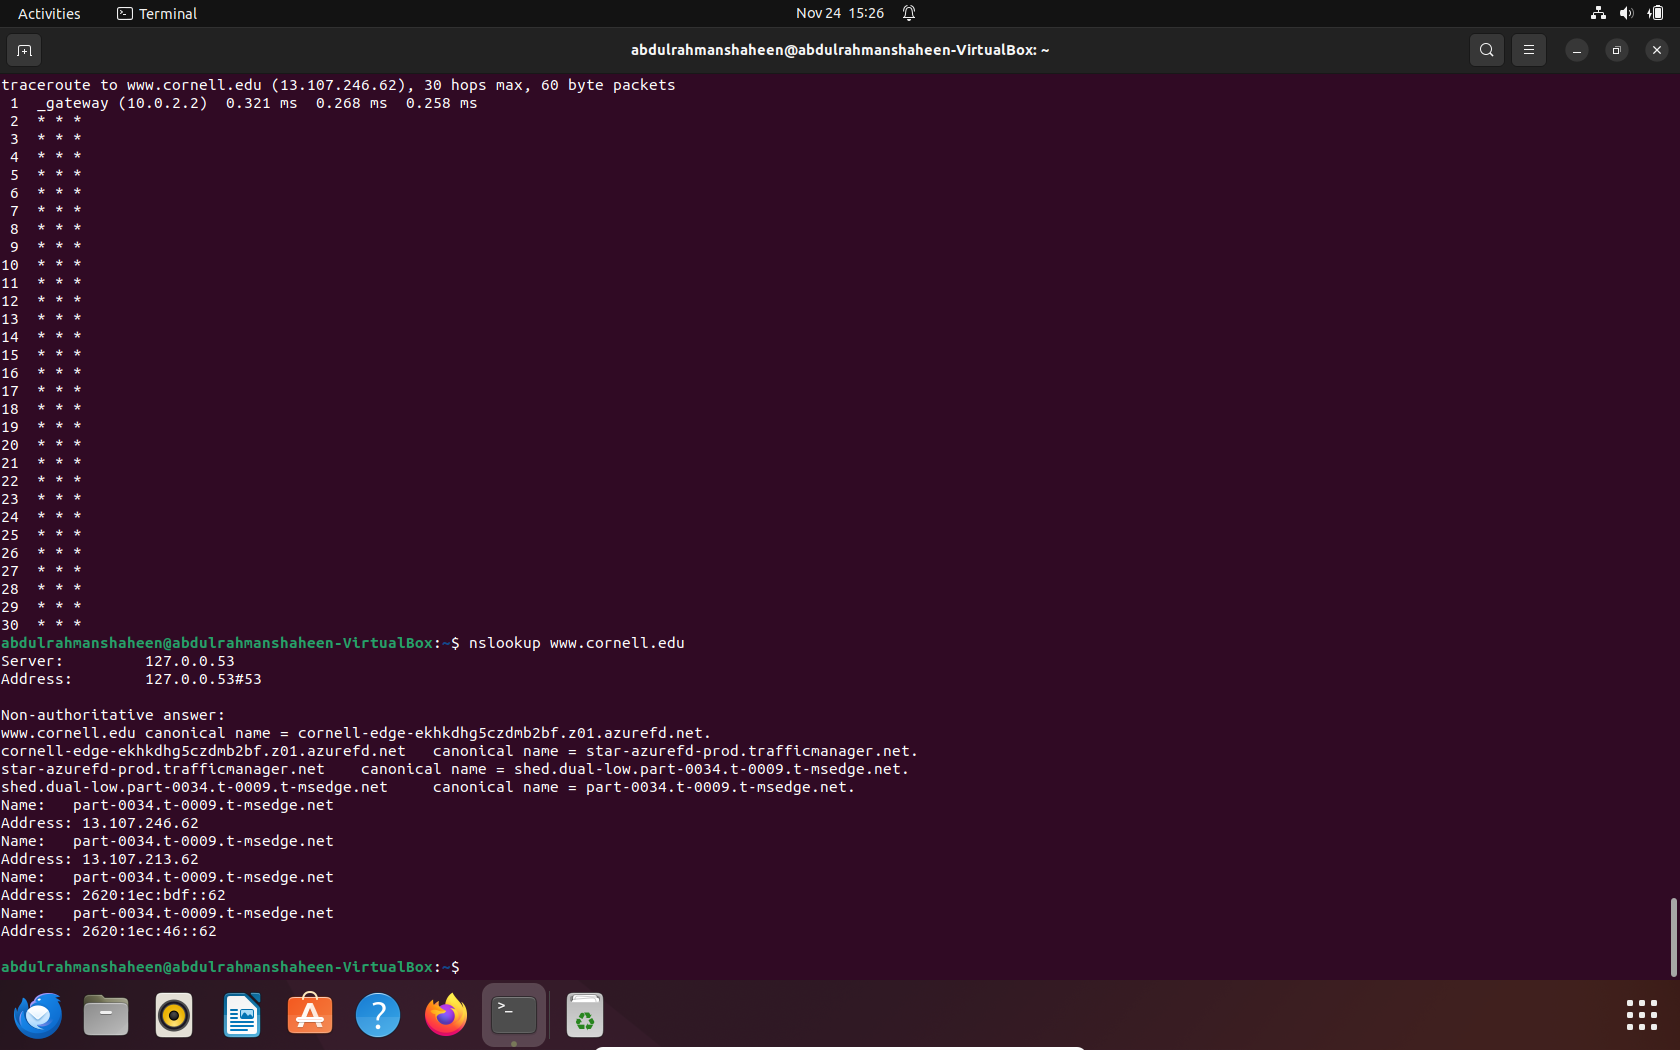 Activities Terminal Nov 24 15:26
abdulrahmanshaheen@abdulrahmanshaheen-VirtualBox: ~
traceroute to www.cornell.edu (13.107.246.62), 30 hops max, 60 byte packets
 1  _gateway (10.0.2.2)  0.321 ms  0.268 ms  0.258 ms
 2  * * *
 3  * * *
 4  * * *
 5  * * *
 6  * * *
 7  * * *
 8  * * *
 9  * * *
10  * * *
11  * * *
12  * * *
13  * * *
14  * * *
15  * * *
16  * * *
17  * * *
18  * * *
19  * * *
20  * * *
21  * * *
22  * * *
23  * * *
24  * * *
25  * * *
26  * * *
27  * * *
28  * * *
29  * * *
30  * * *
abdulrahmanshaheen@abdulrahmanshaheen-VirtualBox:~$ nslookup www.cornell.edu
Server:         127.0.0.53
Address:        127.0.0.53#53
Non-authoritative answer:
www.cornell.edu canonical name = cornell-edge-ekhkdhg5czdmb2bf.z01.azurefd.net.
cornell-edge-ekhkdhg5czdmb2bf.z01.azurefd.net   canonical name = star-azurefd-prod.trafficmanager.net.
star-azurefd-prod.trafficmanager.net    canonical name = shed.dual-low.part-0034.t-0009.t-msedge.net.
shed.dual-low.part-0034.t-0009.t-msedge.net     canonical name = part-0034.t-0009.t-msedge.net.
Name:   part-0034.t-0009.t-msedge.net
Address: 13.107.246.62
Name:   part-0034.t-0009.t-msedge.net
Address: 13.107.213.62
Name:   part-0034.t-0009.t-msedge.net
Address: 2620:1ec:bdf::62
Name:   part-0034.t-0009.t-msedge.net
Address: 2620:1ec:46::62
abdulrahmanshaheen@abdulrahmanshaheen-VirtualBox:~$